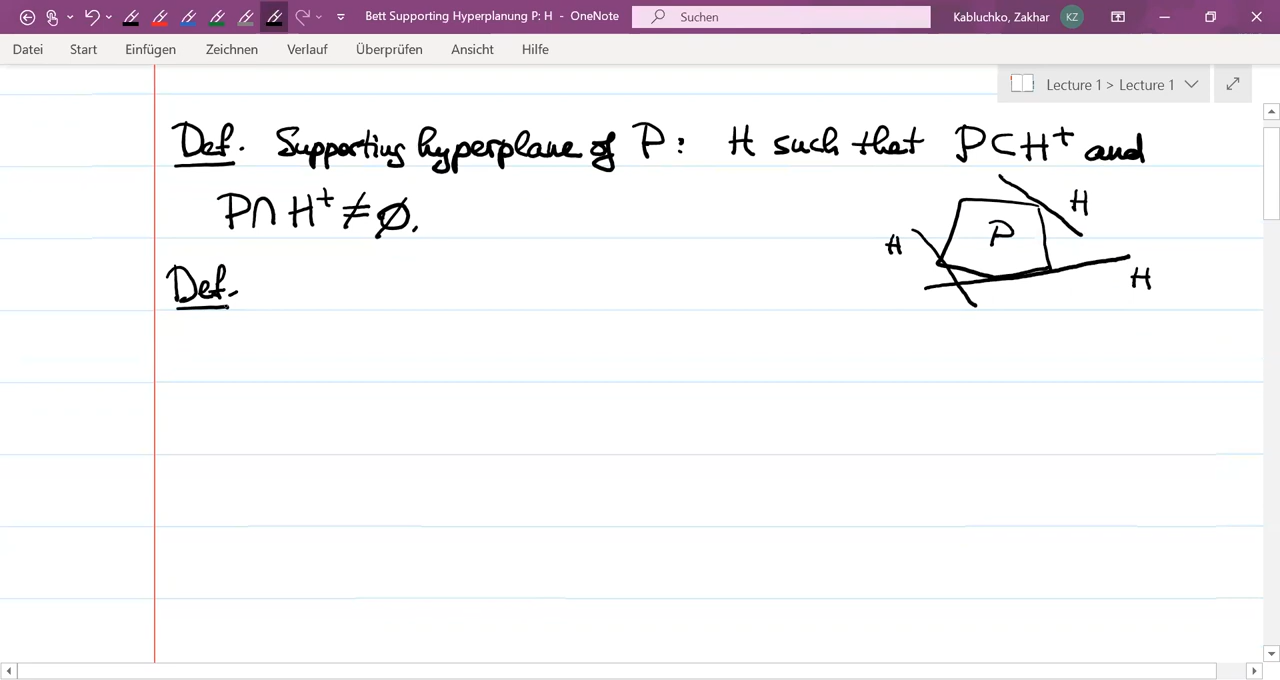 Bett Supporting Hyperplanung P: H - OneNote
Suchen
Kabluchko, Zakhar
KZ
Datei Start Einfügen Zeichnen Verlauf Überprüfen Ansicht Hilfe
Lecture 1 > Lecture 1
Def. Supporting hyperplane of P: H such that P⊂H⁺ and
P∩H⁺≠∅.
H
P
H
H
Def.